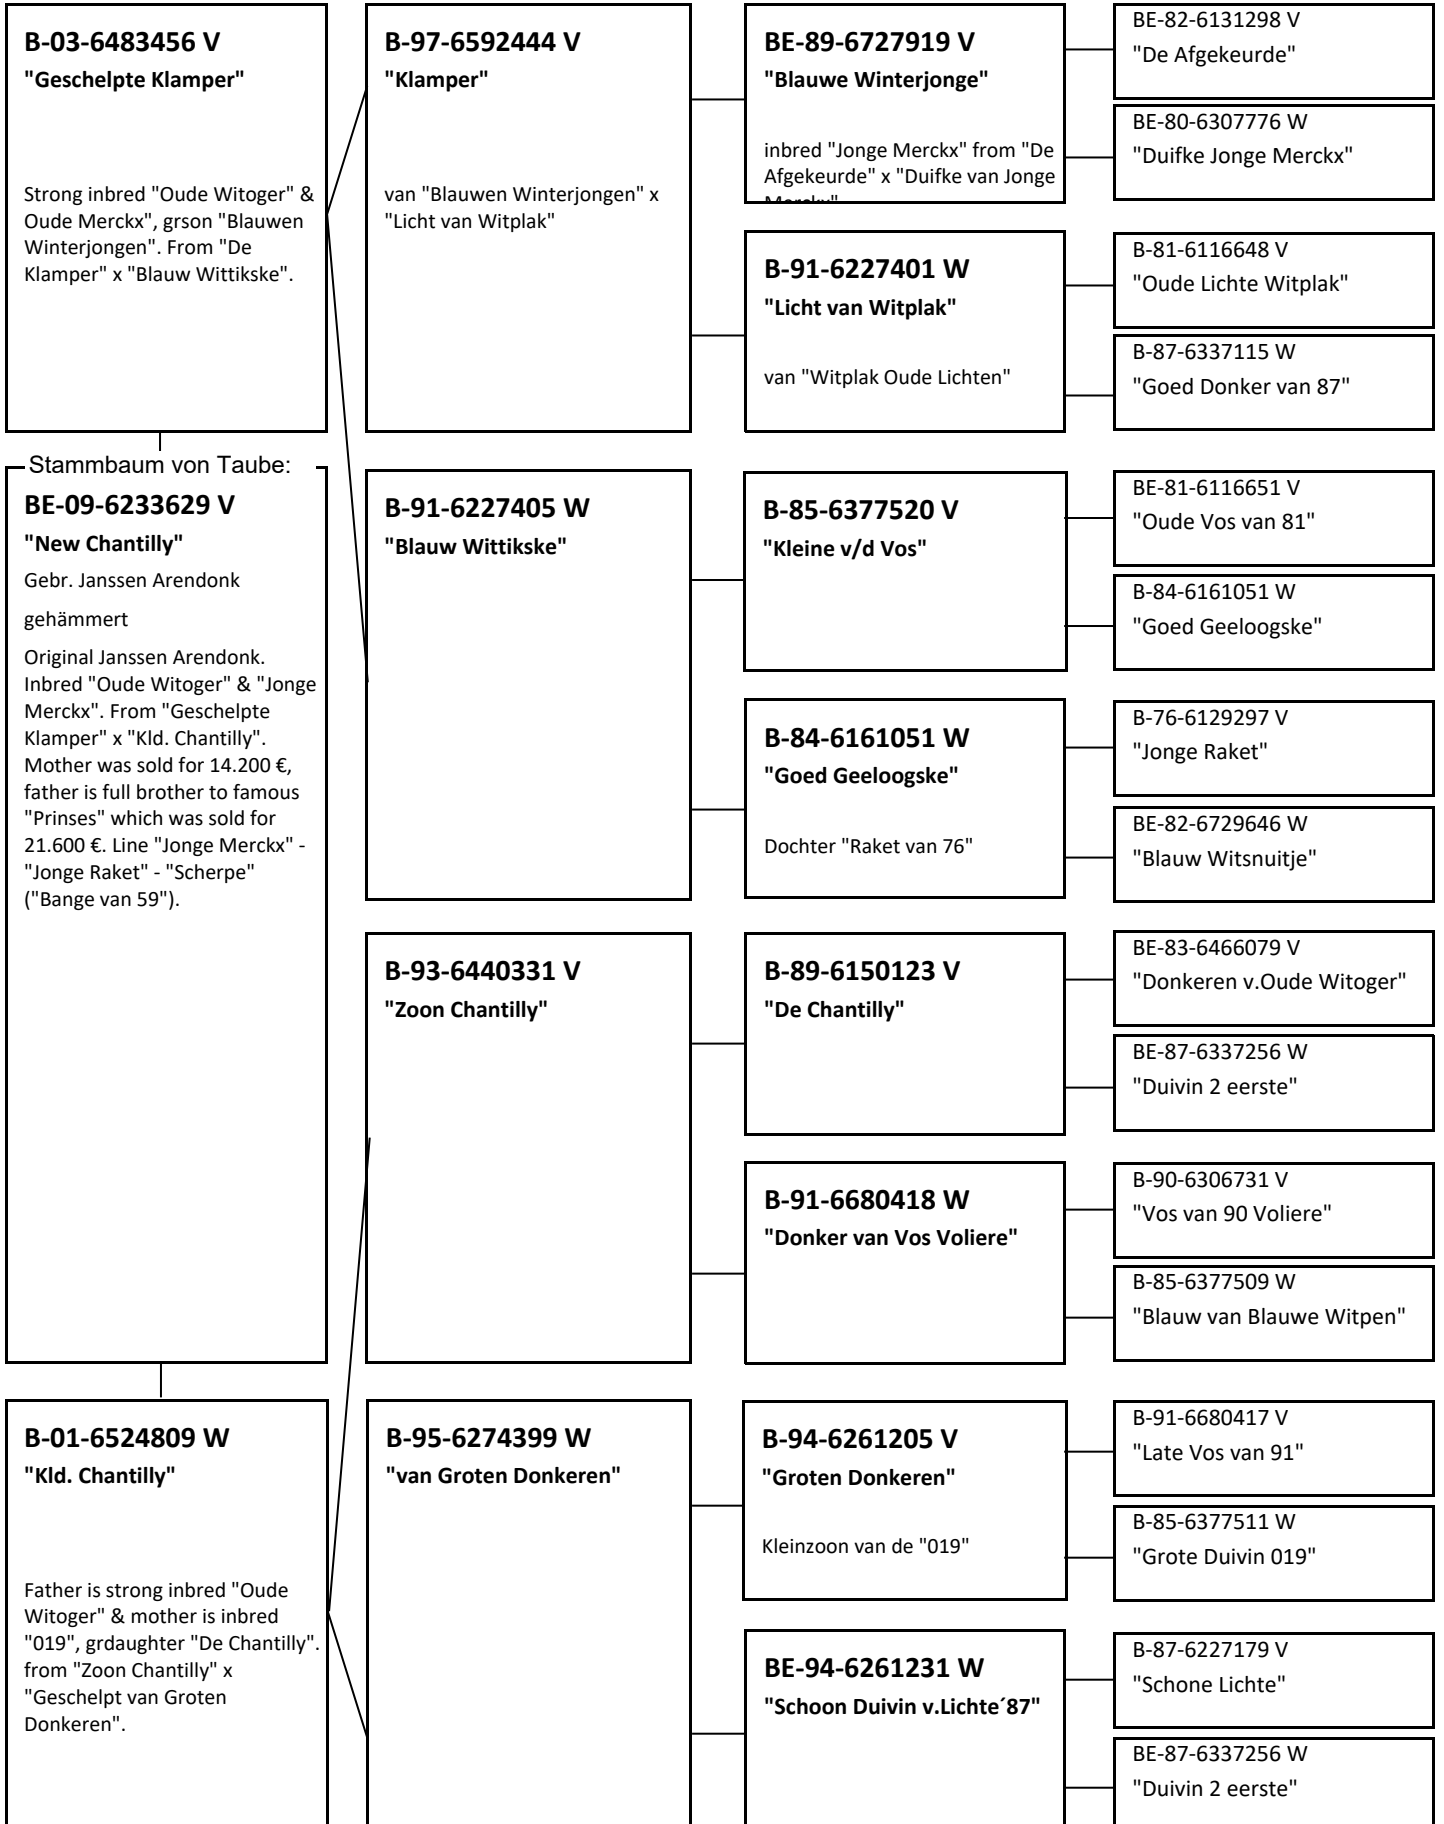 B-03-6483456 V
"Geschelpte Klamper"
Strong inbred "Oude Witoger" &
Oude Merckx", grson "Blauwen
Winterjongen". From "De
Klamper" x "Blauw Wittikske".
Stammbaum von Taube:
BE-09-6233629 V
"New Chantilly"
Gebr. Janssen Arendonk
gehämmert
Original Janssen Arendonk.
Inbred "Oude Witoger" & "Jonge
Merckx". From "Geschelpte
Klamper" x "Kld. Chantilly".
Mother was sold for 14.200 €,
father is full brother to famous
"Prinses" which was sold for
21.600 €. Line "Jonge Merckx" -
"Jonge Raket" - "Scherpe"
("Bange van 59").
B-01-6524809 W
"Kld. Chantilly"
Father is strong inbred "Oude
Witoger" & mother is inbred
"019", grdaughter "De Chantilly".
from "Zoon Chantilly" x
"Geschelpt van Groten
Donkeren".
B-97-6592444 V
"Klamper"
van "Blauwen Winterjongen" x
"Licht van Witplak"
B-91-6227405 W
"Blauw Wittikske"
B-93-6440331 V
"Zoon Chantilly"
B-95-6274399 W
"van Groten Donkeren"
BE-89-6727919 V
"Blauwe Winterjonge"
inbred "Jonge Merckx" from "De
Afgekeurde" x "Duifke van Jonge
Merckx"
B-91-6227401 W
"Licht van Witplak"
van "Witplak Oude Lichten"
B-85-6377520 V
"Kleine v/d Vos"
B-84-6161051 W
"Goed Geeloogske"
Dochter "Raket van 76"
B-89-6150123 V
"De Chantilly"
B-91-6680418 W
"Donker van Vos Voliere"
B-94-6261205 V
"Groten Donkeren"
Kleinzoon van de "019"
BE-94-6261231 W
"Schoon Duivin v.Lichte´87"
BE-82-6131298 V
"De Afgekeurde"
BE-80-6307776 W
"Duifke Jonge Merckx"
B-81-6116648 V
"Oude Lichte Witplak"
B-87-6337115 W
"Goed Donker van 87"
BE-81-6116651 V
"Oude Vos van 81"
B-84-6161051 W
"Goed Geeloogske"
B-76-6129297 V
"Jonge Raket"
BE-82-6729646 W
"Blauw Witsnuitje"
BE-83-6466079 V
"Donkeren v.Oude Witoger"
BE-87-6337256 W
"Duivin 2 eerste"
B-90-6306731 V
"Vos van 90 Voliere"
B-85-6377509 W
"Blauw van Blauwe Witpen"
B-91-6680417 V
"Late Vos van 91"
B-85-6377511 W
"Grote Duivin 019"
B-87-6227179 V
"Schone Lichte"
BE-87-6337256 W
"Duivin 2 eerste"